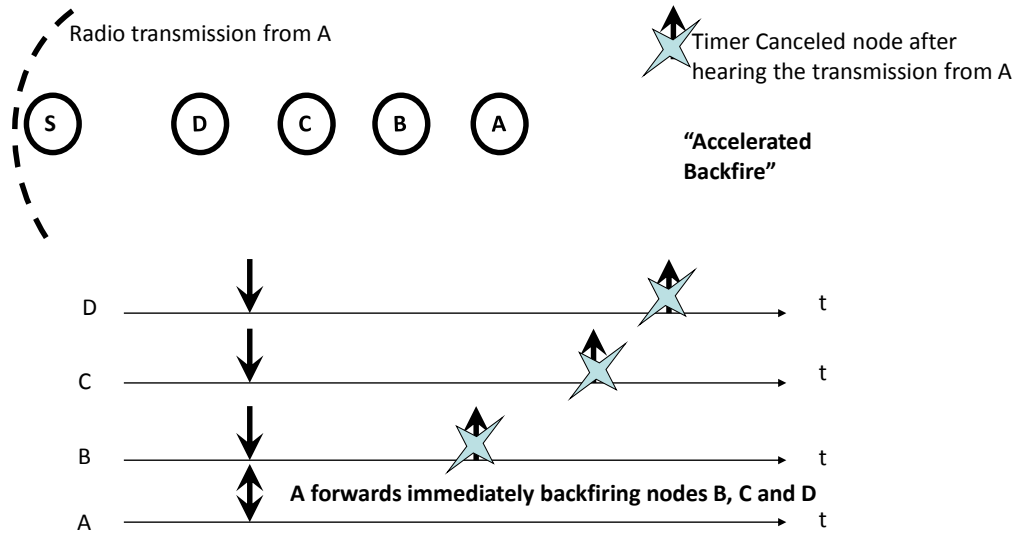 Radio transmission from A
Timer Canceled node after
hearing the transmission from A
S D C B A
“Accelerated
Backfire”
D t
C t
B t
A forwards immediately backfiring nodes B, C and D
A t